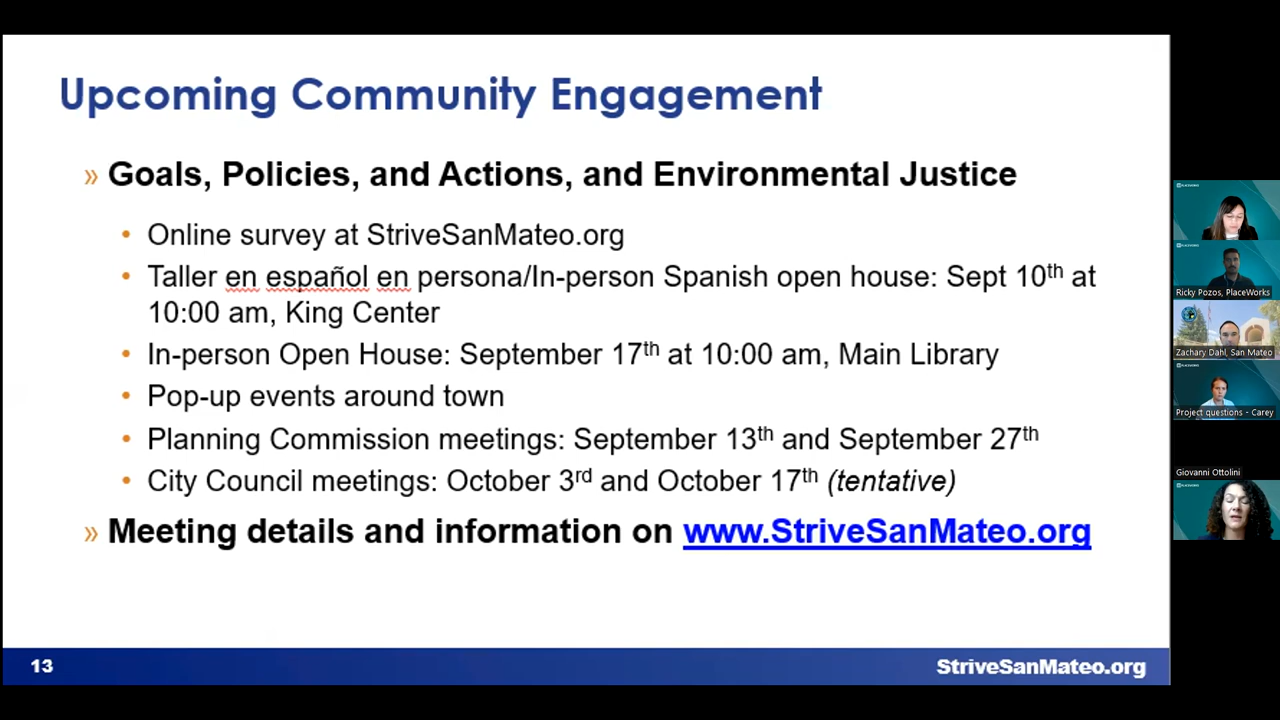 Upcoming Community Engagement
» Goals, Policies, and Actions, and Environmental Justice
• Online survey at StriveSanMateo.org
• Taller en español en persona/In-person Spanish open house: Sept 10th at
10:00 am, King Center
• In-person Open House: September 17th at 10:00 am, Main Library
• Pop-up events around town
• Planning Commission meetings: September 13th and September 27th
• City Council meetings: October 3rd and October 17th (tentative)
» Meeting details and information on www.StriveSanMateo.org
13
StriveSanMateo.org
PLACEWORKS
PLACEWORKS
Ricky Pozos, PlaceWorks
Zachary Dahl, San Mateo
PLACEWORKS
Project questions - Carey
Giovanni Ottolini
PLACEWORKS